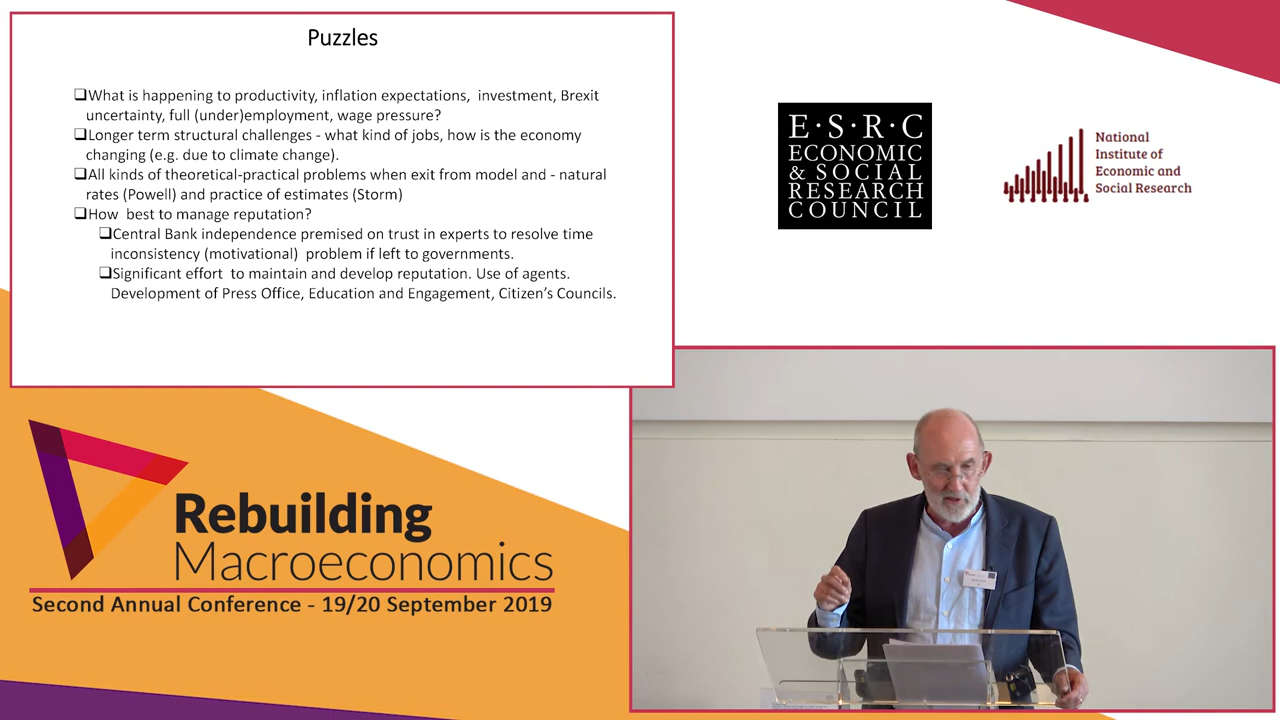 Puzzles
❑What is happening to productivity, inflation expectations, investment, Brexit
uncertainty, full (under)employment, wage pressure?
❑Longer term structural challenges - what kind of jobs, how is the economy
changing (e.g. due to climate change).
❑All kinds of theoretical-practical problems when exit from model and - natural
rates (Powell) and practice of estimates (Storm)
❑How best to manage reputation?
❑Central Bank independence premised on trust in experts to resolve time
inconsistency (motivational) problem if left to governments.
❑Significant effort to maintain and develop reputation. Use of agents.
Development of Press Office, Education and Engagement, Citizen's Councils.
E·S·R·C
ECONOMIC
& SOCIAL
RESEARCH
COUNCIL
National
Institute of
Economic and
Social Research
Rebuilding
Macroeconomics
Second Annual Conference - 19/20 September 2019